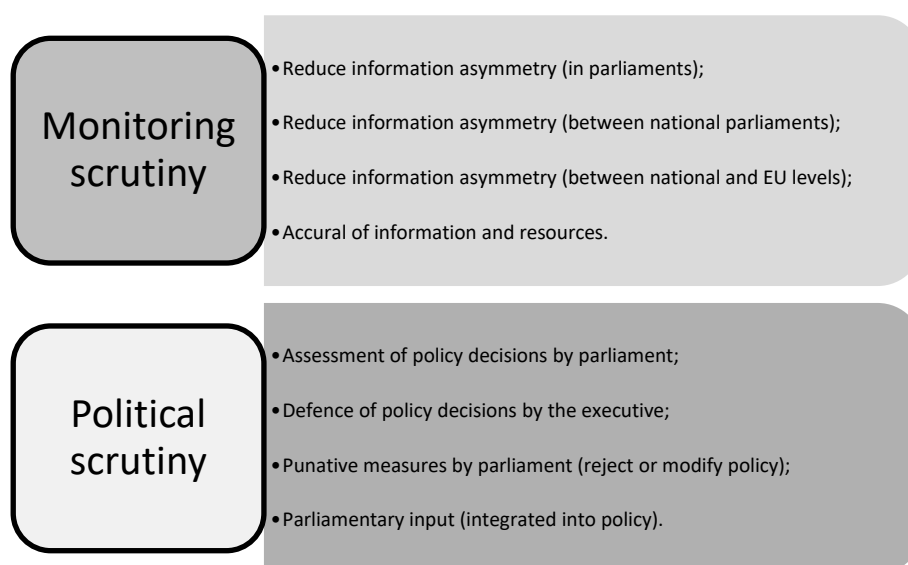 Monitoring
scrutiny
•Reduce information asymmetry (in parliaments);
•Reduce information asymmetry (between national parliaments);
•Reduce information asymmetry (between national and EU levels);
•Accural of information and resources.
Political
scrutiny
•Assessment of policy decisions by parliament;
•Defence of policy decisions by the executive;
•Punative measures by parliament (reject or modify policy);
•Parliamentary input (integrated into policy).